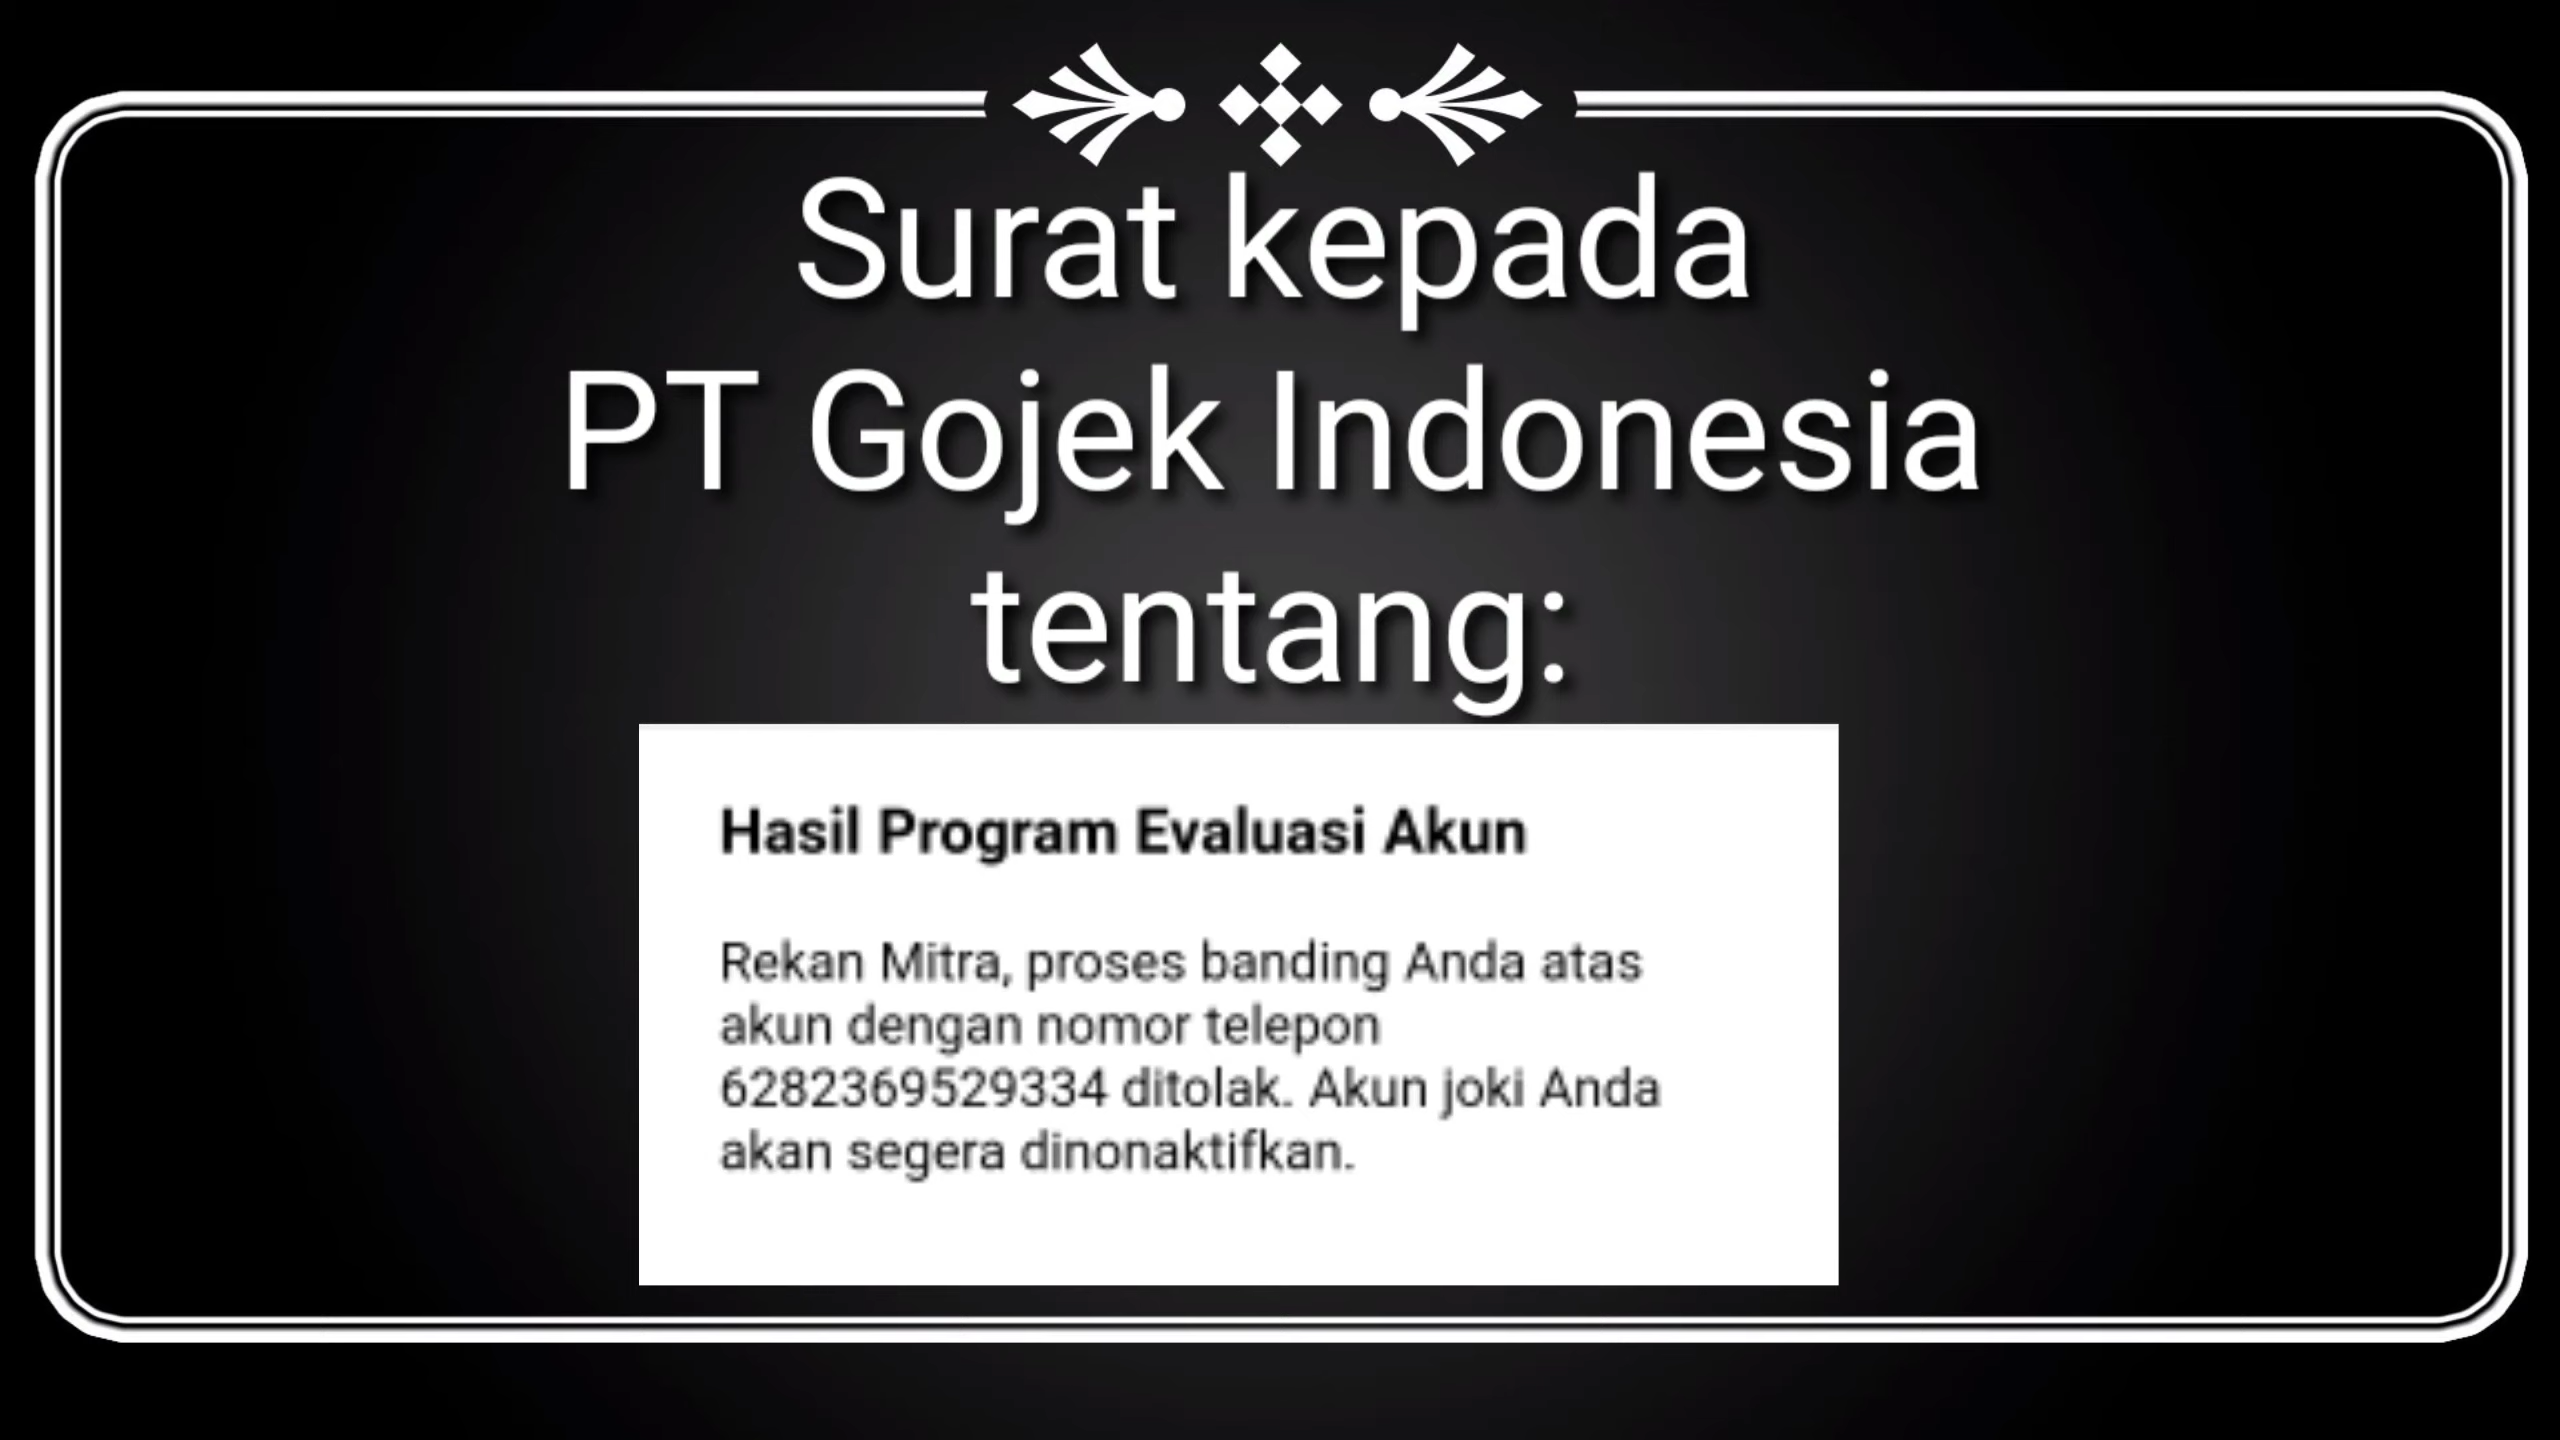 Surat kepada
PT Gojek Indonesia
tentang:
Hasil Program Evaluasi Akun
Rekan Mitra, proses banding Anda atas
akun dengan nomor telepon
6282369529334 ditolak. Akun joki Anda
akan segera dinonaktifkan.